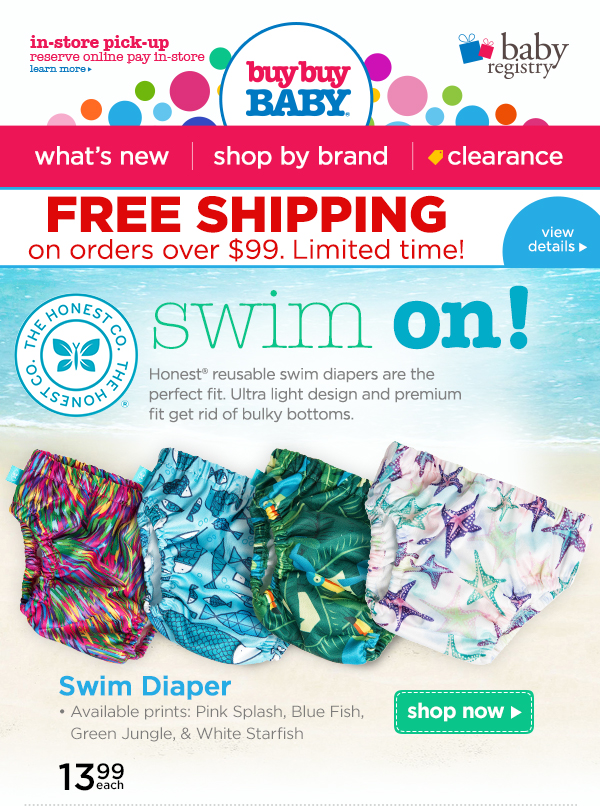 in-store pick-up
reserve online pay in-store
learn more ▸
buybuy
BABY®
baby
registry
what's new
shop by brand
clearance
FREE SHIPPING
on orders over $99. Limited time!
view
details ▶
THE HONEST CO. THE HONEST CO. ®
swim on!
Honest® reusable swim diapers are the
perfect fit. Ultra light design and premium
fit get rid of bulky bottoms.
Swim Diaper
• Available prints: Pink Splash, Blue Fish,
Green Jungle, & White Starfish
shop now ▶
13 99
each